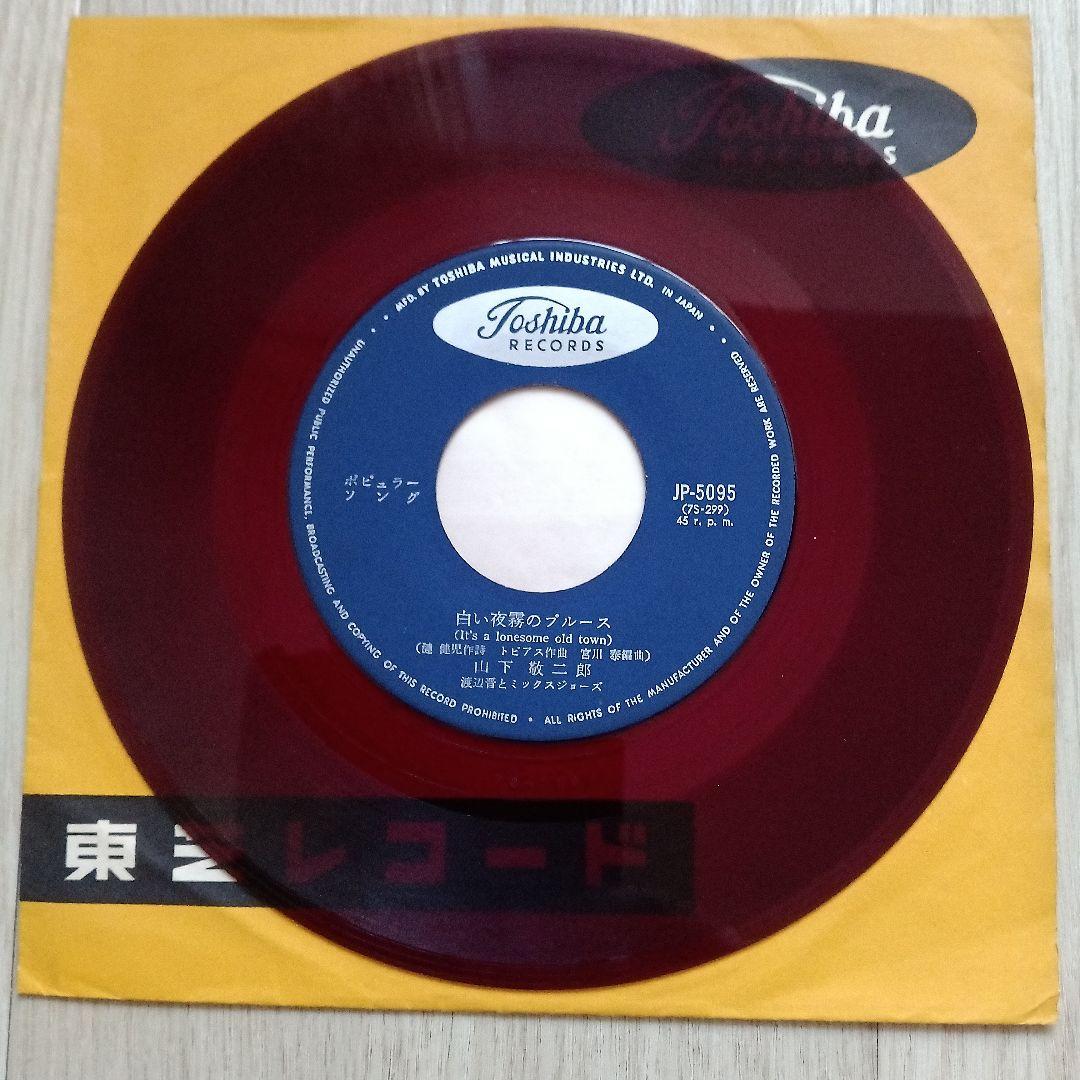 Toshiba
RECORDS
MFD. BY TOSHIBA MUSICAL INDUSTRIES LTD. IN JAPAN
Toshiba
RECORDS
ポピュラー
ソング
JP-5095
(7S-299)
45 r. p. m.
白い夜霧のブルース
(It's a lonesome old town)
(漣 健児作詩 トビアス作曲 宮川 泰編曲)
山下 敬二郎
渡辺晋とミックスジョーズ
UNAUTHORIZED PUBLIC PERFORMANCE, BROADCASTING AND COPYING OF THIS RECORD PROHIBITED • ALL RIGHTS OF THE MANUFACTURER AND OF THE OWNER OF THE RECORDED WORK ARE RESERVED
東芝レコード